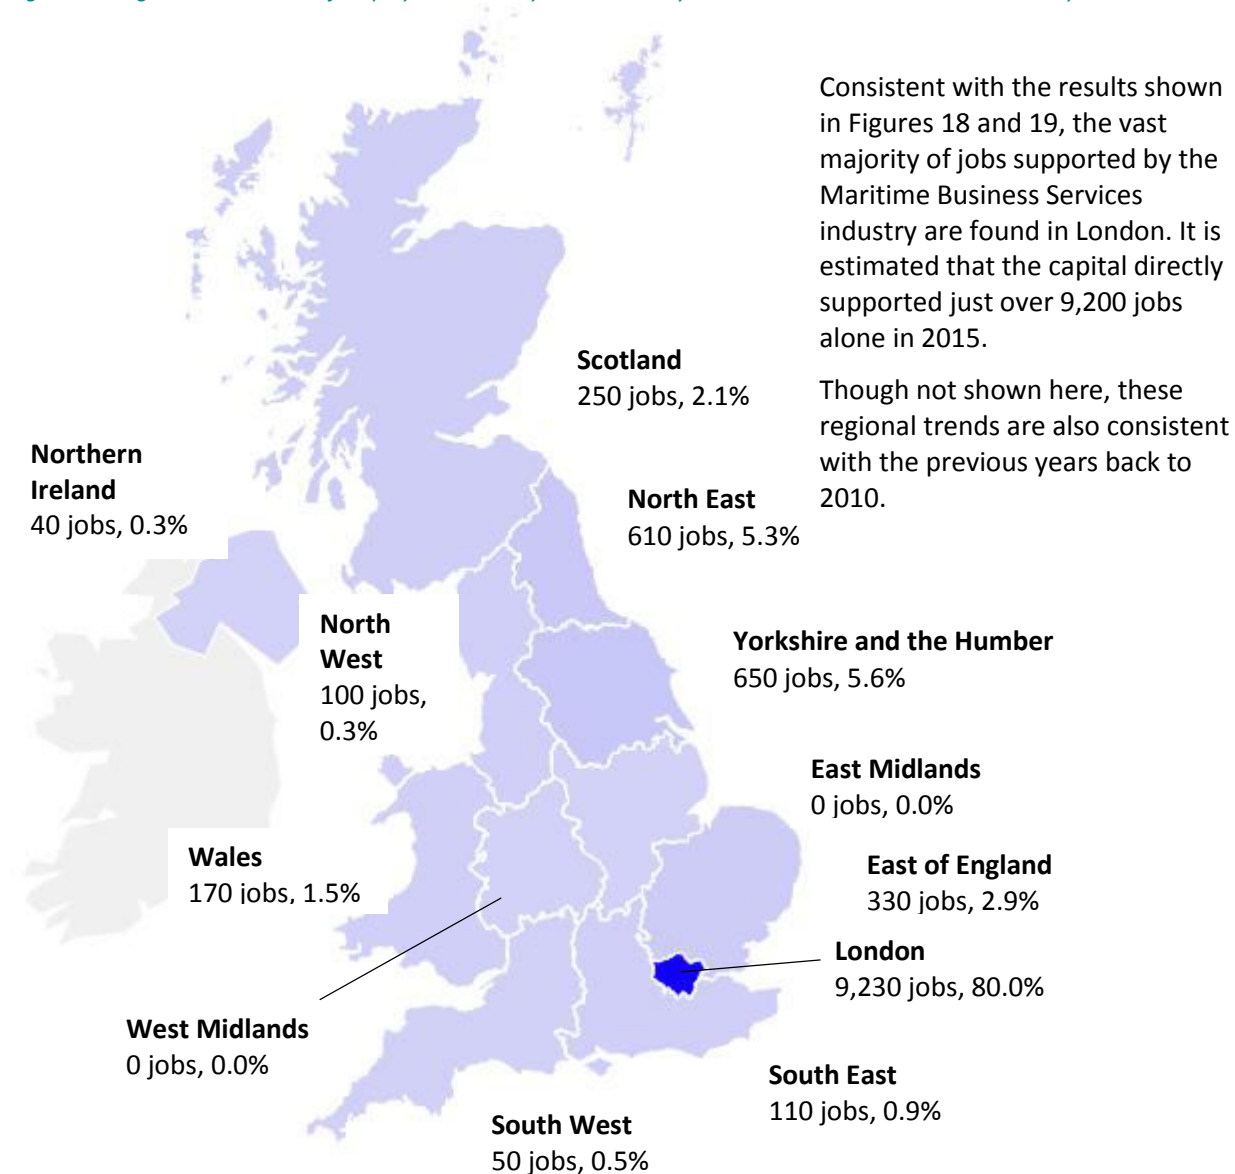 Consistent with the results shown
in Figures 18 and 19, the vast
majority of jobs supported by the
Maritime Business Services
industry are found in London. It is
estimated that the capital directly
supported just over 9,200 jobs
alone in 2015.
Though not shown here, these
regional trends are also consistent
with the previous years back to
2010.
Scotland
250 jobs, 2.1%
Northern
Ireland
40 jobs, 0.3%
North East
610 jobs, 5.3%
North
West
100 jobs,
0.3%
Yorkshire and the Humber
650 jobs, 5.6%
East Midlands
0 jobs, 0.0%
Wales
170 jobs, 1.5%
East of England
330 jobs, 2.9%
London
9,230 jobs, 80.0%
West Midlands
0 jobs, 0.0%
South East
110 jobs, 0.9%
South West
50 jobs, 0.5%